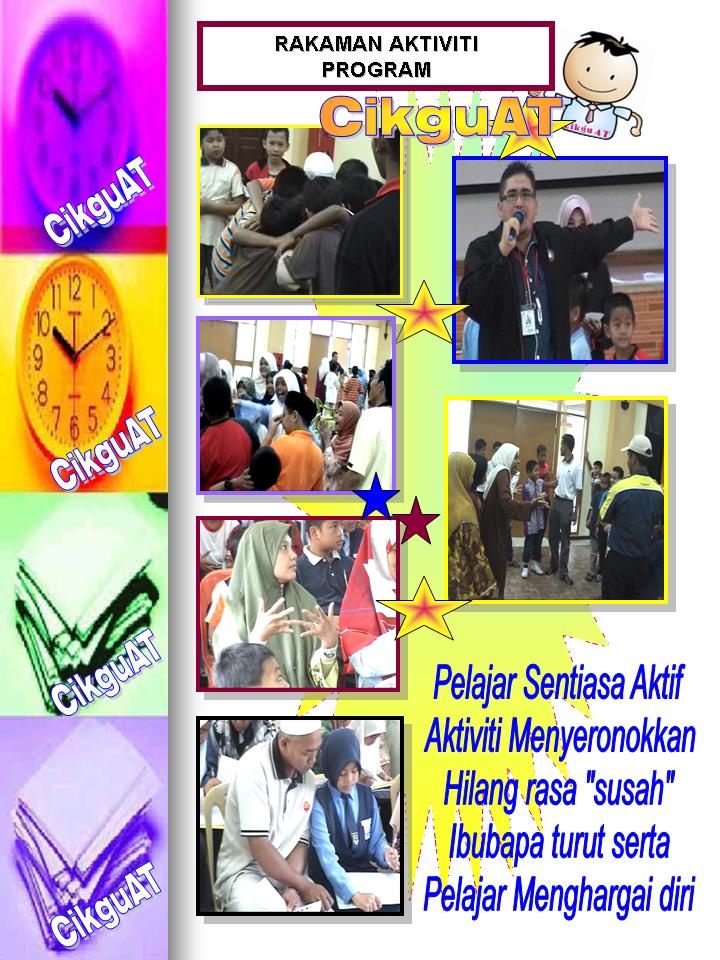 RAKAMAN AKTIVITI
PROGRAM
CikguAT
CikguAT
CikguAT
CikguAT
CikguAT
CikguAT
Pelajar Sentiasa Aktif
Aktiviti Menyeronokkan
Hilang rasa "susah"
Ibubapa turut serta
Pelajar Menghargai diri